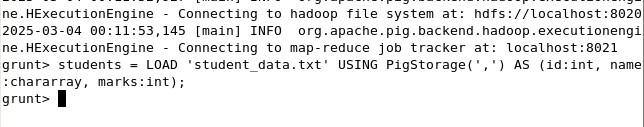 ne.HExecutionEngine - Connecting to hadoop file system at: hdfs://localhost:8020
2025-03-04 00:11:53,145 [main] INFO  org.apache.pig.backend.hadoop.executionengi
ne.HExecutionEngine - Connecting to map-reduce job tracker at: localhost:8021
grunt> students = LOAD 'student_data.txt' USING PigStorage(',') AS (id:int, name
:chararray, marks:int);
grunt>